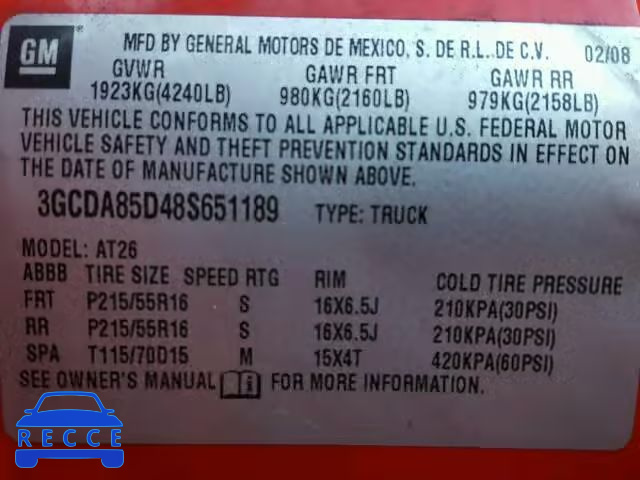 GM
MFD BY GENERAL MOTORS DE MEXICO, S. DE R.L. DE C.V. 02/08
GVWR GAWR FRT GAWR RR
1923KG(4240LB) 980KG(2160LB) 979KG(2158LB)
THIS VEHICLE CONFORMS TO ALL APPLICABLE U.S. FEDERAL MOTOR
VEHICLE SAFETY AND THEFT PREVENTION STANDARDS IN EFFECT ON
THE DATE OF MANUFACTURE SHOWN ABOVE.
3GCDA85D48S651189 TYPE: TRUCK
MODEL: AT26
ABBB TIRE SIZE SPEED RTG RIM COLD TIRE PRESSURE
FRT P215/55R16 S 16X6.5J 210KPA(30PSI)
RR P215/55R16 S 16X6.5J 210KPA(30PSI)
SPA T115/70D15 M 15X4T 420KPA(60PSI)
SEE OWNER'S MANUAL FOR MORE INFORMATION.
RECCE